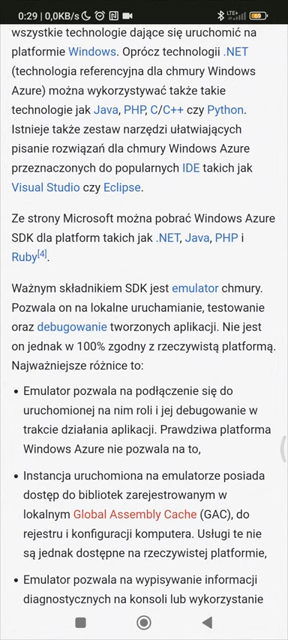 0:29 | 0,0KB/s
LTE+
wszystkie technologie dające się uruchomić na
platformie Windows. Oprócz technologii .NET
(technologia referencyjna dla chmury Windows
Azure) można wykorzystywać także takie
technologie jak Java, PHP, C/C++ czy Python.
Istnieje także zestaw narzędzi ułatwiających
pisanie rozwiązań dla chmury Windows Azure
przeznaczonych do popularnych IDE takich jak
Visual Studio czy Eclipse.
Ze strony Microsoft można pobrać Windows Azure
SDK dla platform takich jak .NET, Java, PHP i
Ruby[4].
Ważnym składnikiem SDK jest emulator chmury.
Pozwala on na lokalne uruchamianie, testowanie
oraz debugowanie tworzonych aplikacji. Nie jest
on jednak w 100% zgodny z rzeczywistą platformą.
Najważniejsze różnice to:
• Emulator pozwala na podłączenie się do
uruchomionej na nim roli i jej debugowanie w
trakcie działania aplikacji. Prawdziwa platforma
Windows Azure nie pozwala na to,
• Instancja uruchomiona na emulatorze posiada
dostęp do bibliotek zarejestrowanym w
lokalnym Global Assembly Cache (GAC), do
rejestru i konfiguracji komputera. Usługi te nie
są jednak dostępne na rzeczywistej platformie,
• Emulator pozwala na wypisywanie informacji
diagnostycznych na konsoli lub wykorzystanie